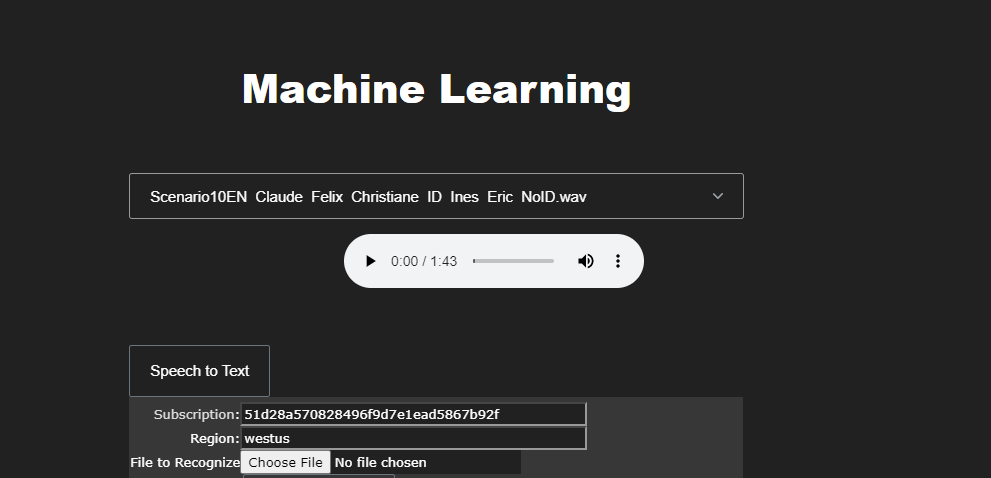 Machine Learning
Scenario10EN Claude Felix Christiane ID Ines Eric NoID.wav
0:00 / 1:43
Speech to Text
Subscription: 51d28a570828496f9d7e1ead5867b92f
Region: westus
File to Recognize Choose File No file chosen